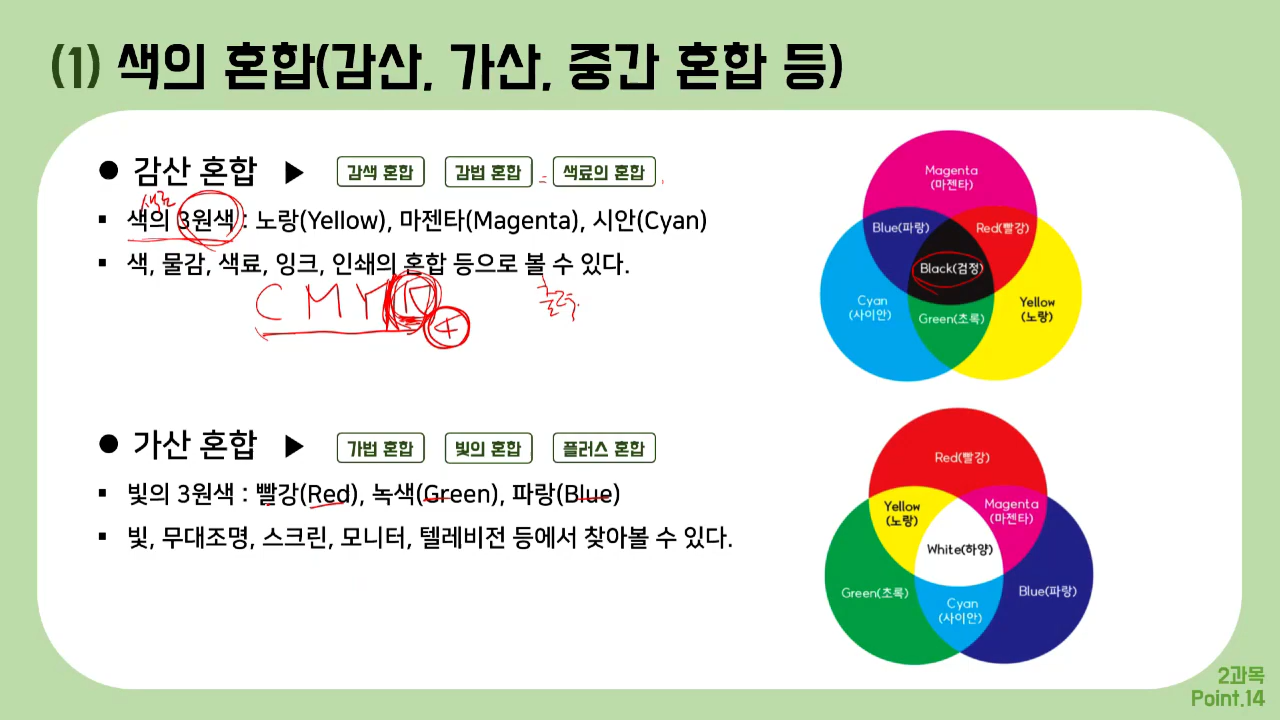 (1) 색의 혼합(감산, 가산, 중간 혼합 등)
● 감산 혼합 ▶ 감색 혼합 감법 혼합 = 색료의 혼합
색료
▪ 색의 3원색 : 노랑(Yellow), 마젠타(Magenta), 시안(Cyan)
▪ 색, 물감, 색료, 잉크, 인쇄의 혼합 등으로 볼 수 있다.
C M Y K
4
Magenta
(마젠타)
Blue(파랑)
Red(빨강)
Black(검정)
Cyan
(사이안)
Yellow
(노랑)
Green(초록)
● 가산 혼합 ▶ 가법 혼합 빛의 혼합 플러스 혼합
▪ 빛의 3원색 : 빨강(Red), 녹색(Green), 파랑(Blue)
▪ 빛, 무대조명, 스크린, 모니터, 텔레비전 등에서 찾아볼 수 있다.
Red(빨강)
Yellow
(노랑)
Magenta
(마젠타)
White(하양)
Green(초록)
Blue(파랑)
Cyan
(사이안)
2과목
Point.14